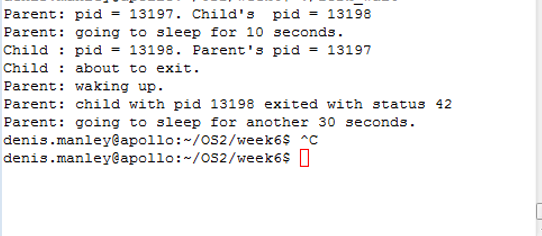 Parent: pid = 13197. Child's  pid = 13198
Parent: going to sleep for 10 seconds.
Child : pid = 13198. Parent's pid = 13197
Child : about to exit.
Parent: waking up.
Parent: child with pid 13198 exited with status 42
Parent: going to sleep for another 30 seconds.
denis.manley@apollo:~/OS2/week6$ ^C
denis.manley@apollo:~/OS2/week6$